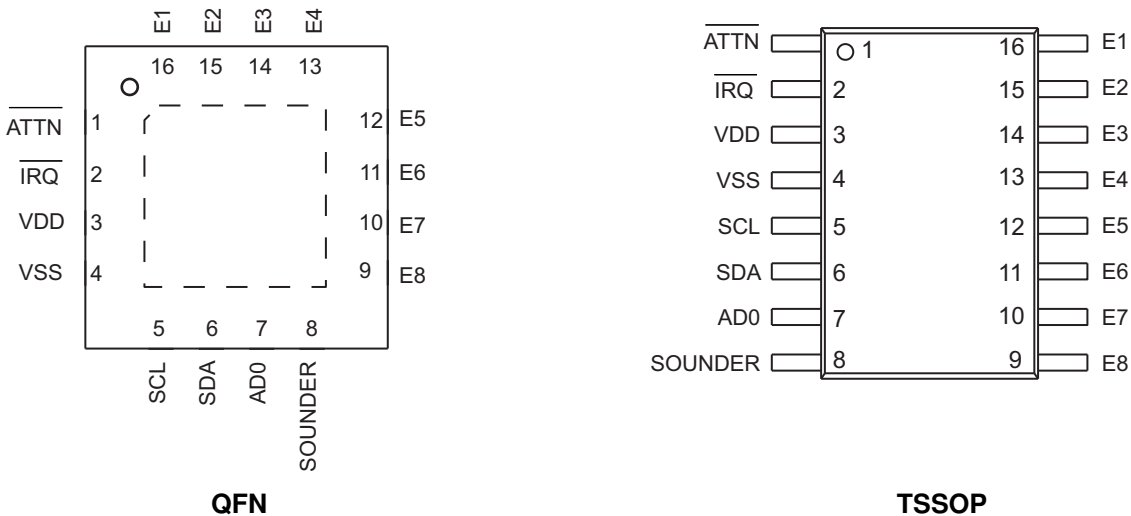 E1 E2 E3 E4
16 15 14 13
ATTN 1 12 E5
IRQ 2 11 E6
VDD 3 10 E7
VSS 4 9 E8
5 6 7 8
SCL SDA AD0 SOUNDER
QFN
ATTN 1 16 E1
IRQ 2 15 E2
VDD 3 14 E3
VSS 4 13 E4
SCL 5 12 E5
SDA 6 11 E6
AD0 7 10 E7
SOUNDER 8 9 E8
TSSOP